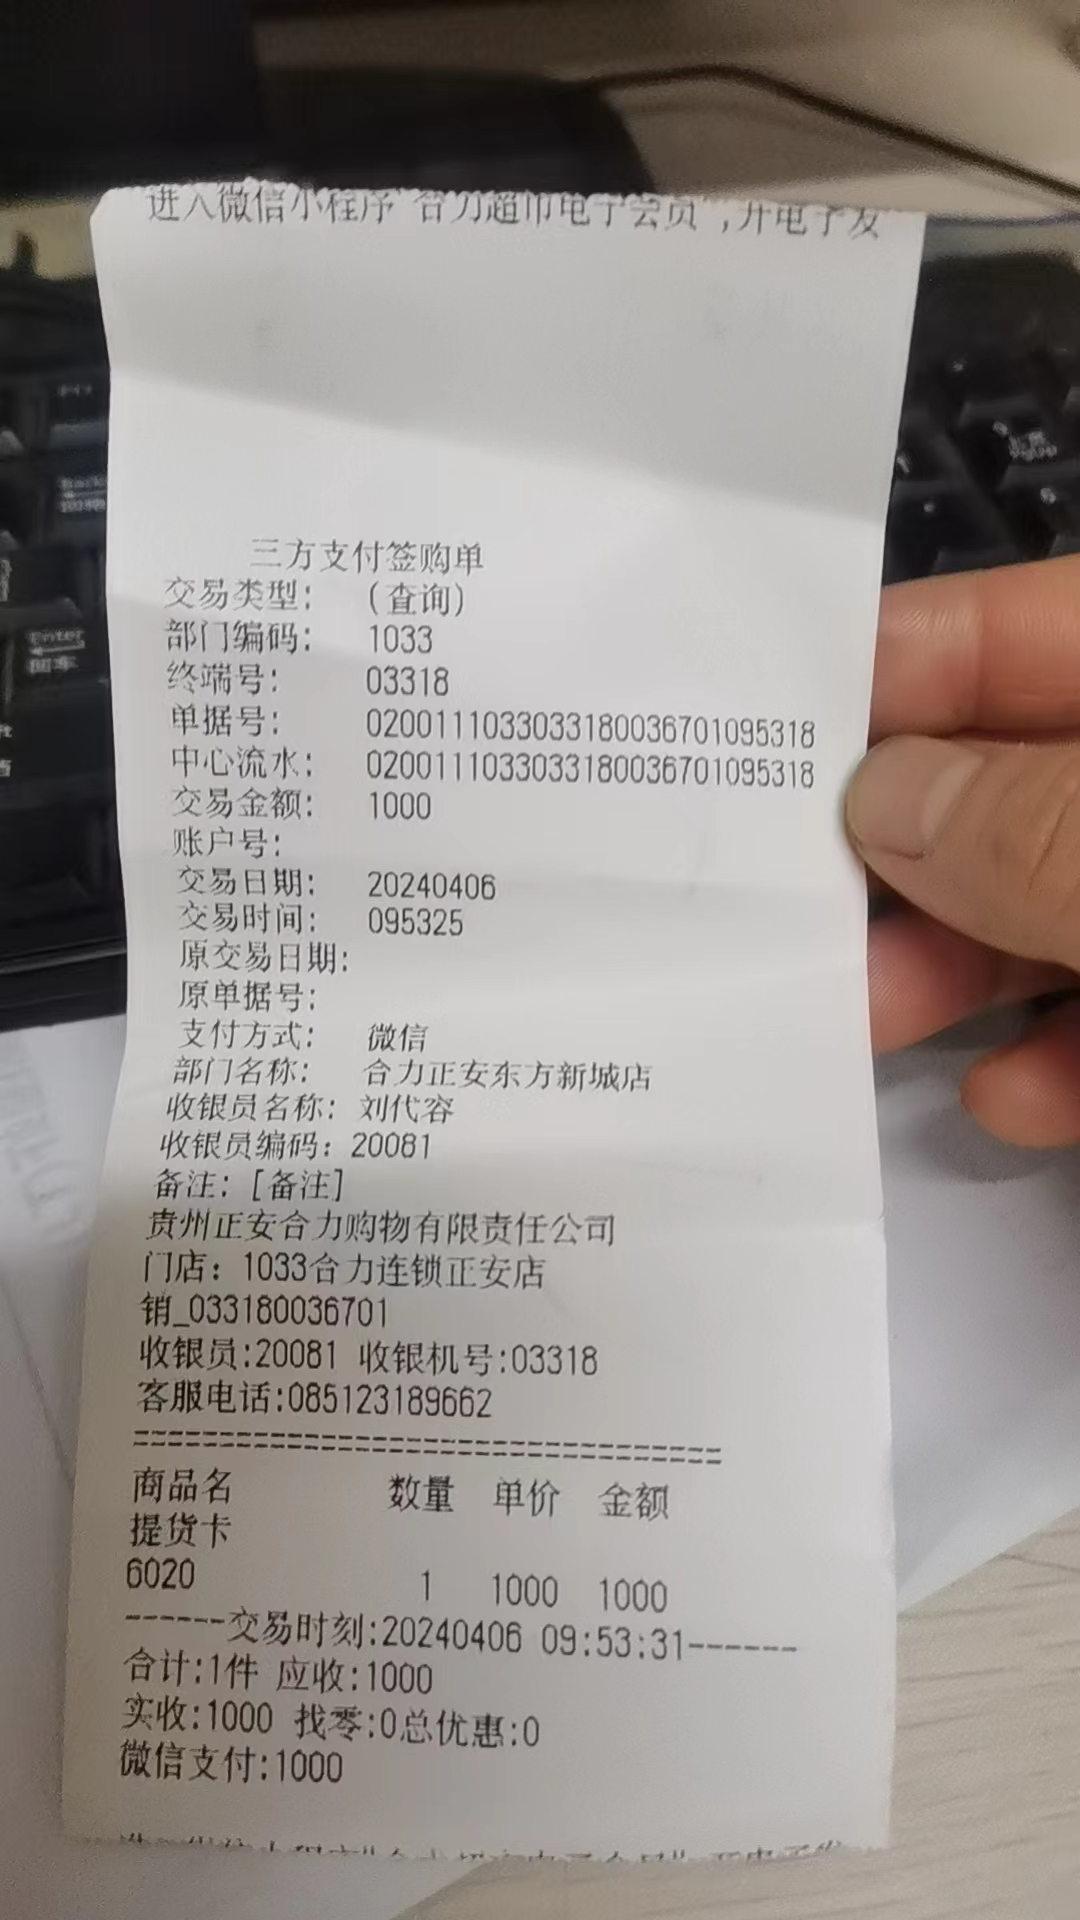 进入微信小程序"合力超市电子会员",开电子发
三方支付签购单
交易类型： （查询）
部门编码： 1033
终端号： 03318
单据号： 020011103303318003670109​5318
中心流水： 0200111033033180036701095318
交易金额： 1000
账户号：
交易日期： 20240406
交易时间： 095325
原交易日期：
原单据号：
支付方式： 微信
部门名称： 合力正安东方新城店
收银员名称： 刘代容
收银员编码：20081
备注：[备注]
贵州正安合力购物有限责任公司
门店：1033合力连锁正安店
销_033180036701
收银员:20081 收银机号:03318
客服电话:085123189662
===================================
商品名 数量 单价 金额
提货卡
6020 1 1000 1000
------交易时刻:20240406 09:53:31-------
合计:1件 应收:1000
实收:1000 找零:0总优惠:0
微信支付:1000
Enter
回车